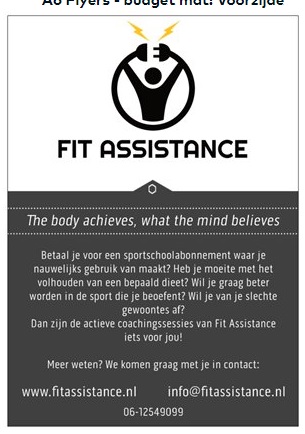 A6 Flyers - budget mat: voorzijde
FIT ASSISTANCE
The body achieves, what the mind believes
Betaal je voor een sportschoolabonnement waar je
nauwelijks gebruik van maakt? Heb je moeite met het
volhouden van een bepaald dieet? Wil je graag beter
worden in de sport die je beoefent? Wil je van je slechte
gewoontes af?
Dan zijn de actieve coachingssessies van Fit Assistance
iets voor jou!
Meer weten? We komen graag met je in contact:
www.fitassistance.nl info@fitassistance.nl
06-12549099